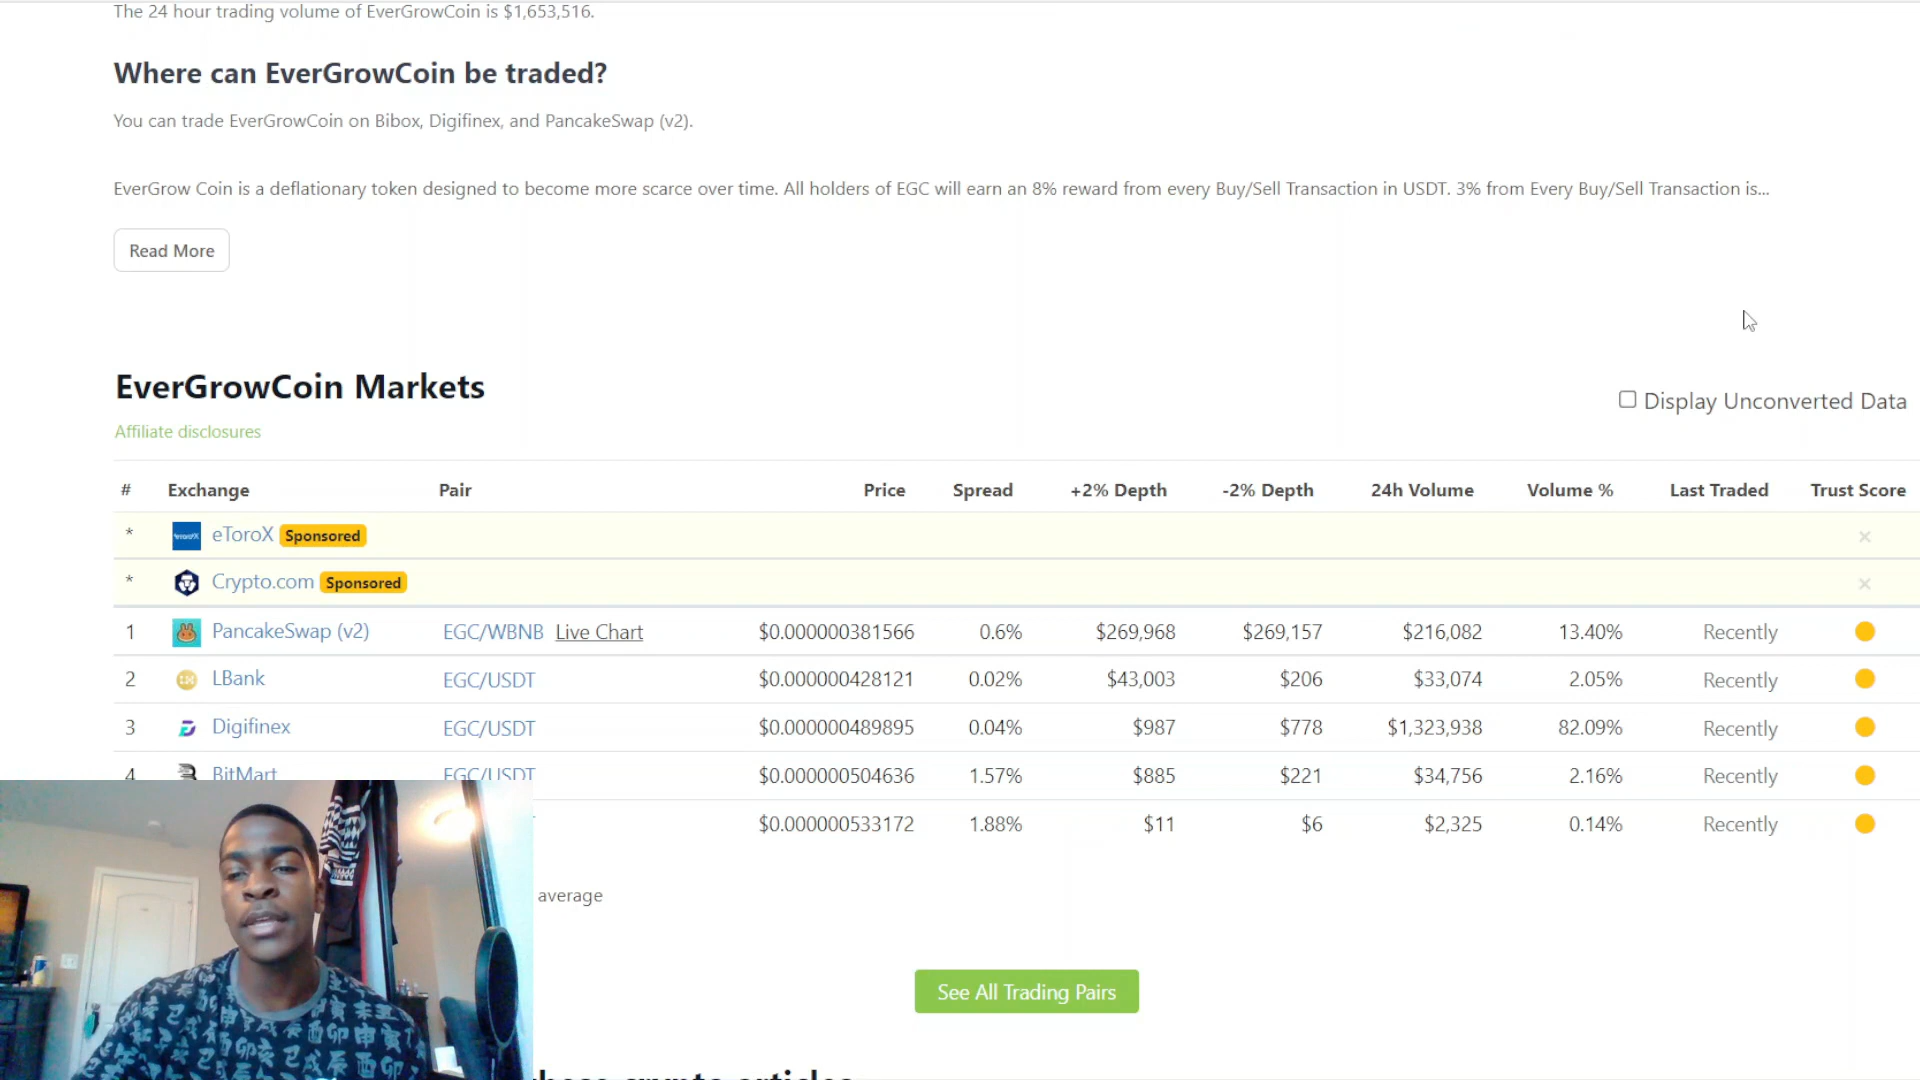 The 24 hour trading volume of EverGrowCoin is $1,653,516.
Where can EverGrowCoin be traded?
You can trade EverGrowCoin on Bibox, Digifinex, and PancakeSwap (v2).
EverGrow Coin is a deflationary token designed to become more scarce over time. All holders of EGC will earn an 8% reward from every Buy/Sell Transaction in USDT. 3% from Every Buy/Sell Transaction is...
Read More
EverGrowCoin Markets
Display Unconverted Data
Affiliate disclosures
# Exchange Pair Price Spread +2% Depth -2% Depth 24h Volume Volume % Last Traded Trust Score
* eToroX Sponsored
* Crypto.com Sponsored
1 PancakeSwap (v2) EGC/WBNB Live Chart $0.000000381566 0.6% $269,968 $269,157 $216,082 13.40% Recently
2 LBank EGC/USDT $0.000000428121 0.02% $43,003 $206 $33,074 2.05% Recently
3 Digifinex EGC/USDT $0.000000489895 0.04% $987 $778 $1,323,938 82.09% Recently
4 BitMart EGC/USDT $0.000000504636 1.57% $885 $221 $34,756 2.16% Recently
$0.000000533172 1.88% $11 $6 $2,325 0.14% Recently
average
See All Trading Pairs
crypto articles